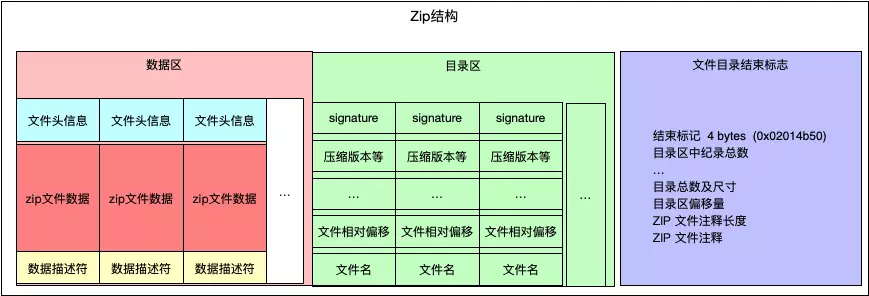 Zip结构
数据区
目录区
文件目录结束标志
文件头信息 文件头信息 文件头信息
signature signature signature
压缩版本等 压缩版本等 压缩版本等
结束标记 4 bytes (0x02014b50)
目录区中纪录总数
…
目录总数及尺寸
目录区偏移量
ZIP 文件注释长度
ZIP 文件注释
zip文件数据 zip文件数据 zip文件数据
…
… … …
…
文件相对偏移 文件相对偏移 文件相对偏移
数据描述符 数据描述符 数据描述符
文件名 文件名 文件名